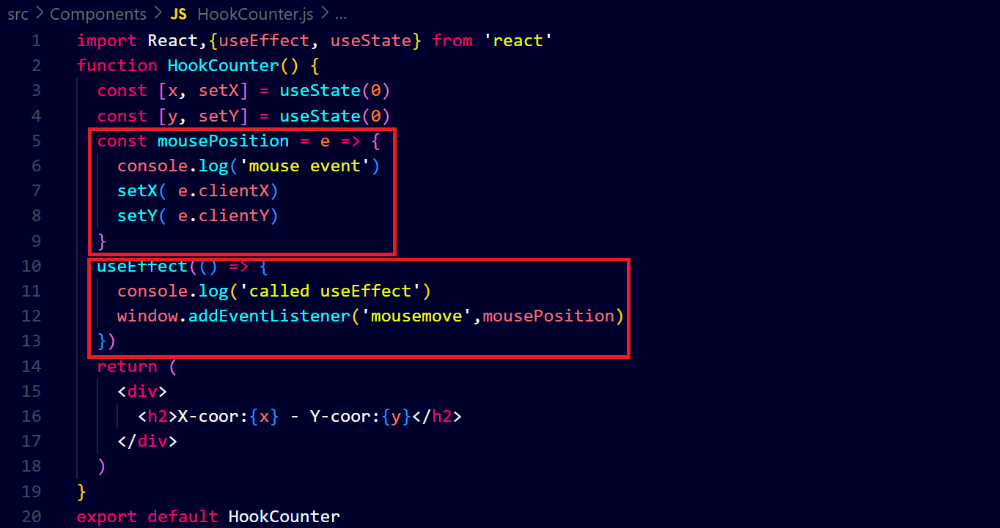 src > Components > JS HookCounter.js > ...
1 import React,{useEffect, useState} from 'react'
2 function HookCounter() {
3 const [x, setX] = useState(0)
4 const [y, setY] = useState(0)
5 const mousePosition = e => {
6 console.log('mouse event')
7 setX( e.clientX)
8 setY( e.clientY)
9 }
10 useEffect(() => {
11 console.log('called useEffect')
12 window.addEventListener('mousemove',mousePosition)
13 })
14 return (
15 <div>
16 <h2>X-coor:{x} - Y-coor:{y}</h2>
17 </div>
18 )
19 }
20 export default HookCounter